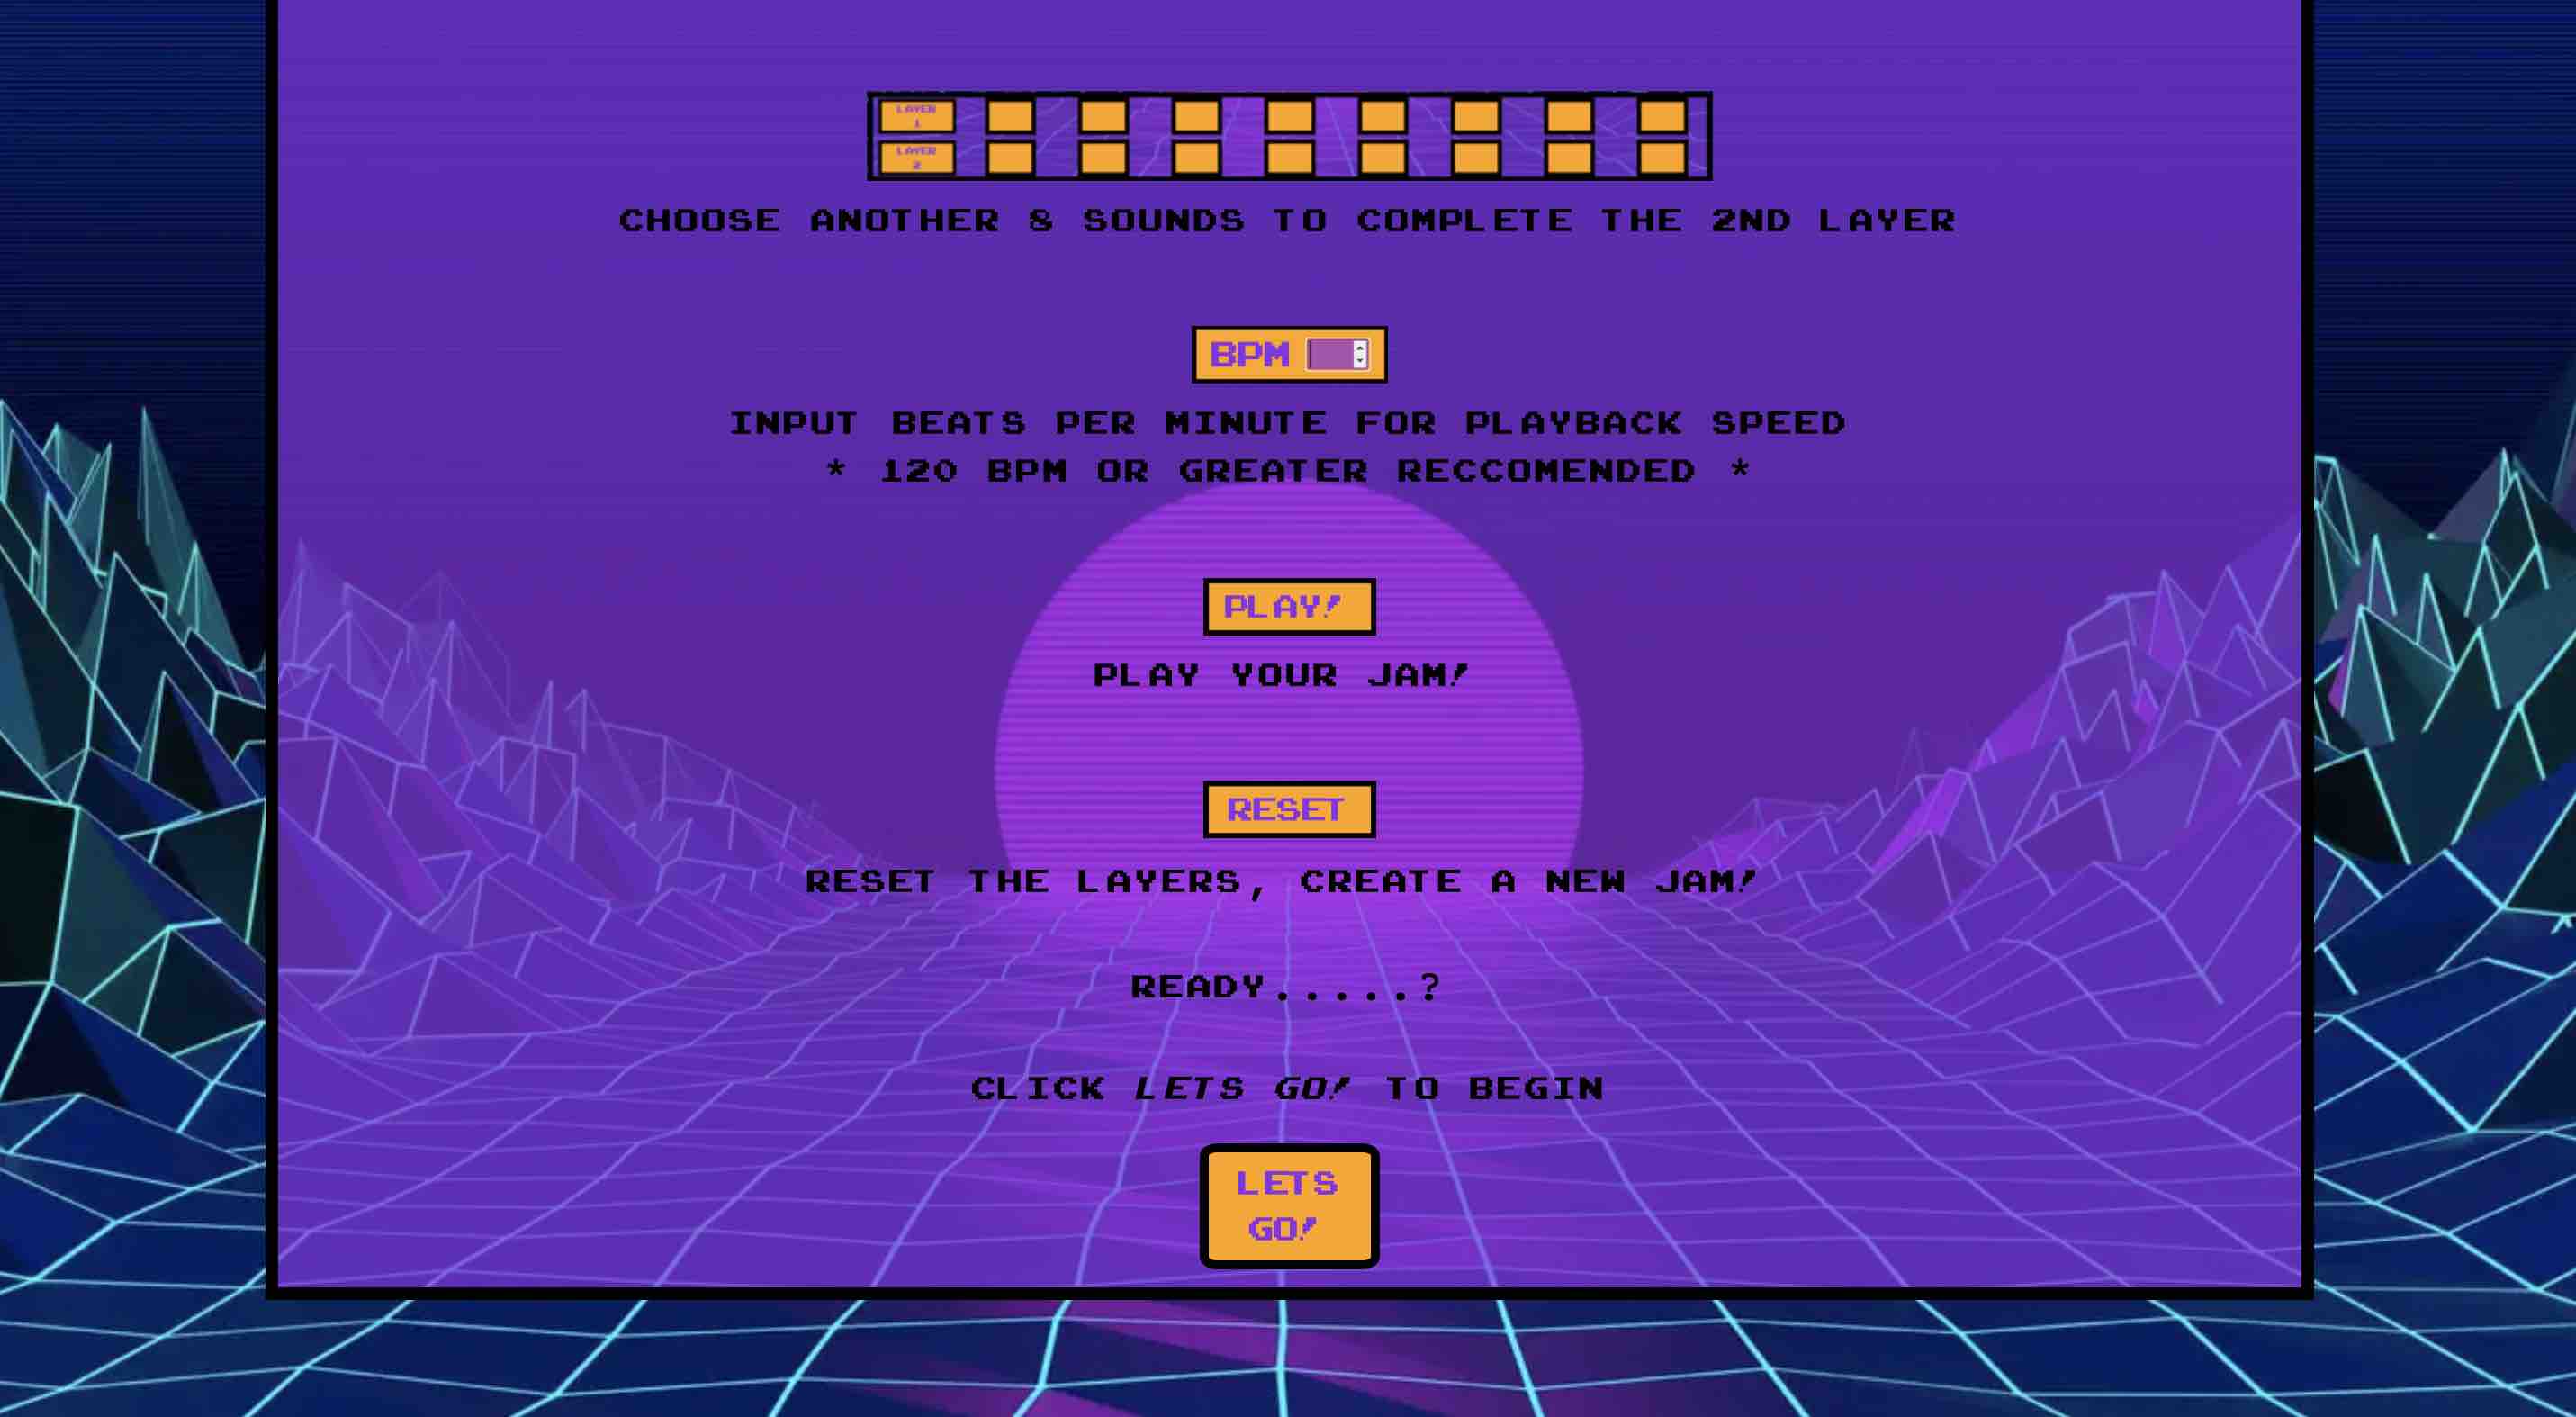 LAYER
1
LAYER
2
CHOOSE ANOTHER 8 SOUNDS TO COMPLETE THE 2ND LAYER
BPM
INPUT BEATS PER MINUTE FOR PLAYBACK SPEED
* 120 BPM OR GREATER RECCOMENDED *
PLAY!
PLAY YOUR JAM!
RESET
RESET THE LAYERS, CREATE A NEW JAM!
READY.....?
CLICK LETS GO! TO BEGIN
LETS
GO!